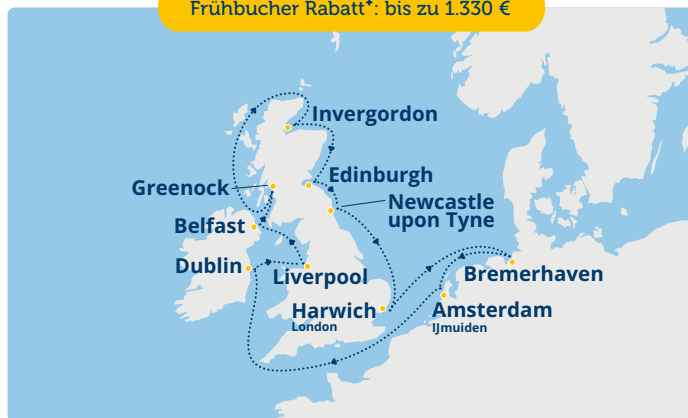 Frühbucher Rabatt*: bis zu 1.330 €
Invergordon
Edinburgh
Greenock
Newcastle
upon Tyne
Belfast
Dublin
Liverpool
Bremerhaven
Harwich
London
Amsterdam
IJmuiden